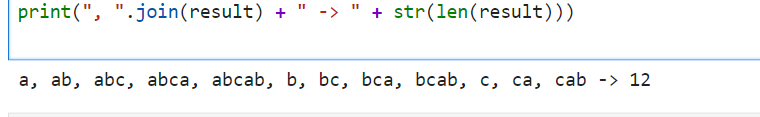 print(", ".join(result) + " -> " + str(len(result)))
a, ab, abc, abca, abcab, b, bc, bca, bcab, c, ca, cab -> 12